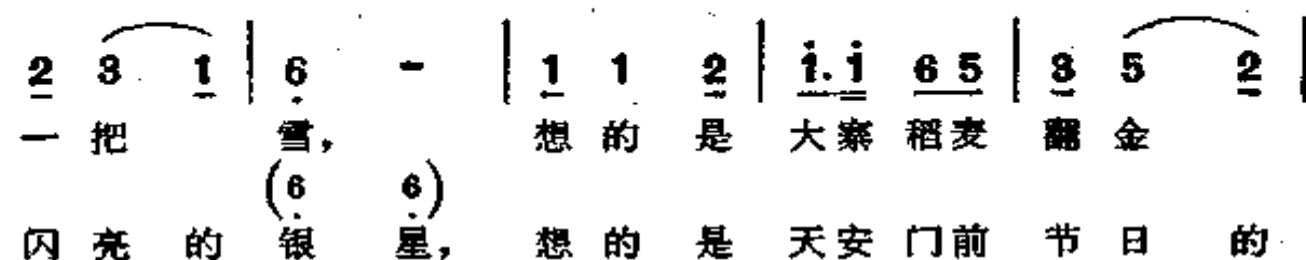 2 3 1 | 6 - | 1 1 2 | 1. 1 6 5 | 3 5 2 |
一 把 雪， 想 的 是 大 寨 稻 麦 翻 金
(6 6)
闪 亮 的 银 星， 想 的 是 天 安 门 前 节 日 的